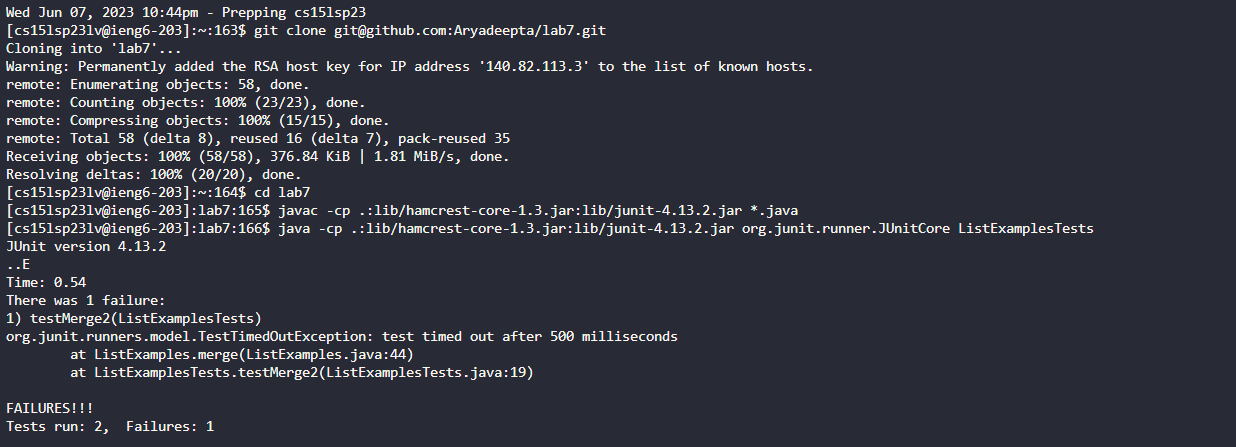 Wed Jun 07, 2023 10:44pm - Prepping cs15lsp23
[cs15lsp23lv@ieng6-203]:~:163$ git clone git@github.com:Aryadeepta/lab7.git
Cloning into 'lab7'...
Warning: Permanently added the RSA host key for IP address '140.82.113.3' to the list of known hosts.
remote: Enumerating objects: 58, done.
remote: Counting objects: 100% (23/23), done.
remote: Compressing objects: 100% (15/15), done.
remote: Total 58 (delta 8), reused 16 (delta 7), pack-reused 35
Receiving objects: 100% (58/58), 376.84 KiB | 1.81 MiB/s, done.
Resolving deltas: 100% (20/20), done.
[cs15lsp23lv@ieng6-203]:~:164$ cd lab7
[cs15lsp23lv@ieng6-203]:lab7:165$ javac -cp .:lib/hamcrest-core-1.3.jar:lib/junit-4.13.2.jar *.java
[cs15lsp23lv@ieng6-203]:lab7:166$ java -cp .:lib/hamcrest-core-1.3.jar:lib/junit-4.13.2.jar org.junit.runner.JUnitCore ListExamplesTests
JUnit version 4.13.2
..E
Time: 0.54
There was 1 failure:
1) testMerge2(ListExamplesTests)
org.junit.runners.model.TestTimedOutException: test timed out after 500 milliseconds
        at ListExamples.merge(ListExamples.java:44)
        at ListExamplesTests.testMerge2(ListExamplesTests.java:19)
FAILURES!!!
Tests run: 2,  Failures: 1